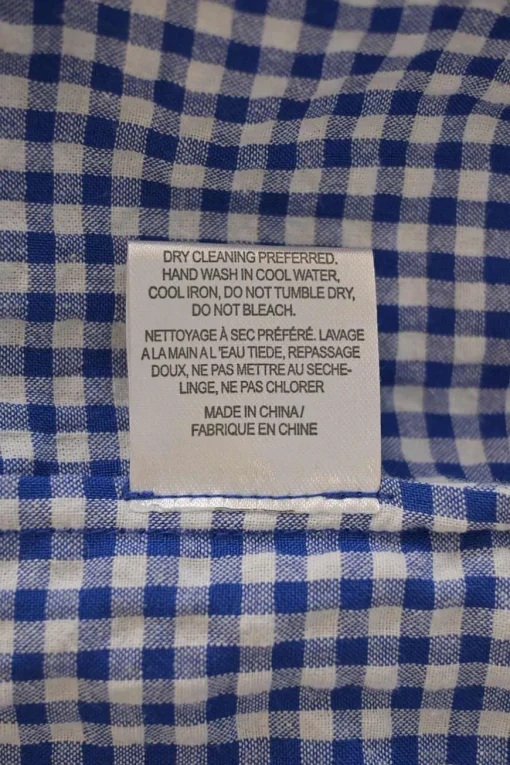 DRY CLEANING PREFERRED.
HAND WASH IN COOL WATER,
COOL IRON, DO NOT TUMBLE DRY,
DO NOT BLEACH.
NETTOYAGE À SEC PRÉFÉRÉ. LAVAGE
A LA MAIN A L'EAU TIEDE, REPASSAGE
DOUX, NE PAS METTRE AU SECHE-
LINGE, NE PAS CHLORER
MADE IN CHINA/
FABRIQUE EN CHINE